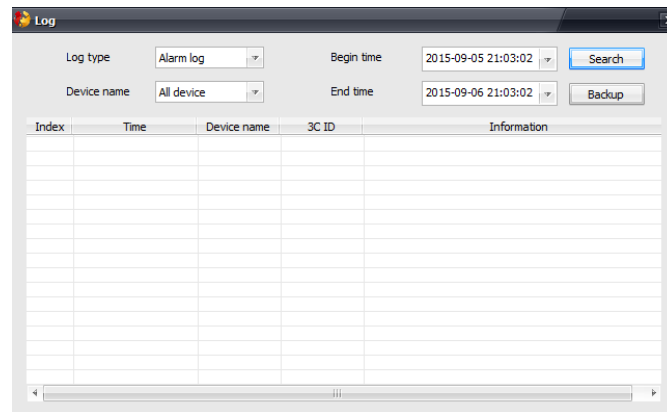 Log
Log type Alarm log Begin time 2015-09-05 21:03:02 Search
Device name All device End time 2015-09-06 21:03:02 Backup
Index Time Device name 3C ID Information